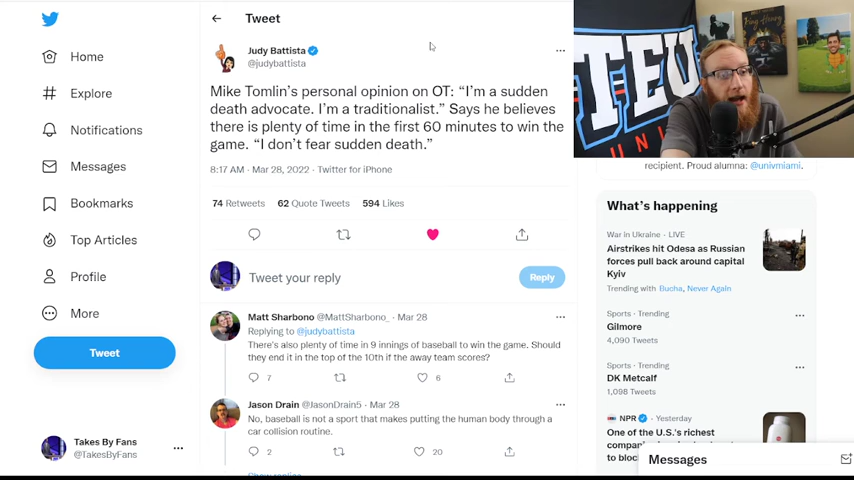 Home
Explore
Notifications
Messages
Bookmarks
Top Articles
Profile
More
Tweet
Takes By Fans
@TakesByFans
Tweet
Judy Battista
@judybattista
Mike Tomlin's personal opinion on OT: “I'm a sudden
death advocate. I'm a traditionalist.” Says he believes
there is plenty of time in the first 60 minutes to win the
game. “I don't fear sudden death.”
8:17 AM · Mar 28, 2022 · Twitter for iPhone
74 Retweets 62 Quote Tweets 594 Likes
Tweet your reply
Reply
Matt Sharbono @MattSharbono_ · Mar 28
Replying to @judybattista
There's also plenty of time in 9 innings of baseball to win the game. Should
they end it in the top of the 10th if the away team scores?
7 6
Jason Drain @JasonDrain5 · Mar 28
No, baseball is not a sport that makes putting the human body through a
car collision routine.
2 20
Show replies
TEU
recipient. Proud alumna: @univmiami.
What's happening
War in Ukraine · LIVE
Airstrikes hit Odesa as Russian
forces pull back around capital
Kyiv
Trending with Bucha, Never Again
Sports · Trending
Gilmore
4,090 Tweets
Sports · Trending
DK Metcalf
1,098 Tweets
NPR · Yesterday
One of the U.S.'s richest
to bloc
Messages